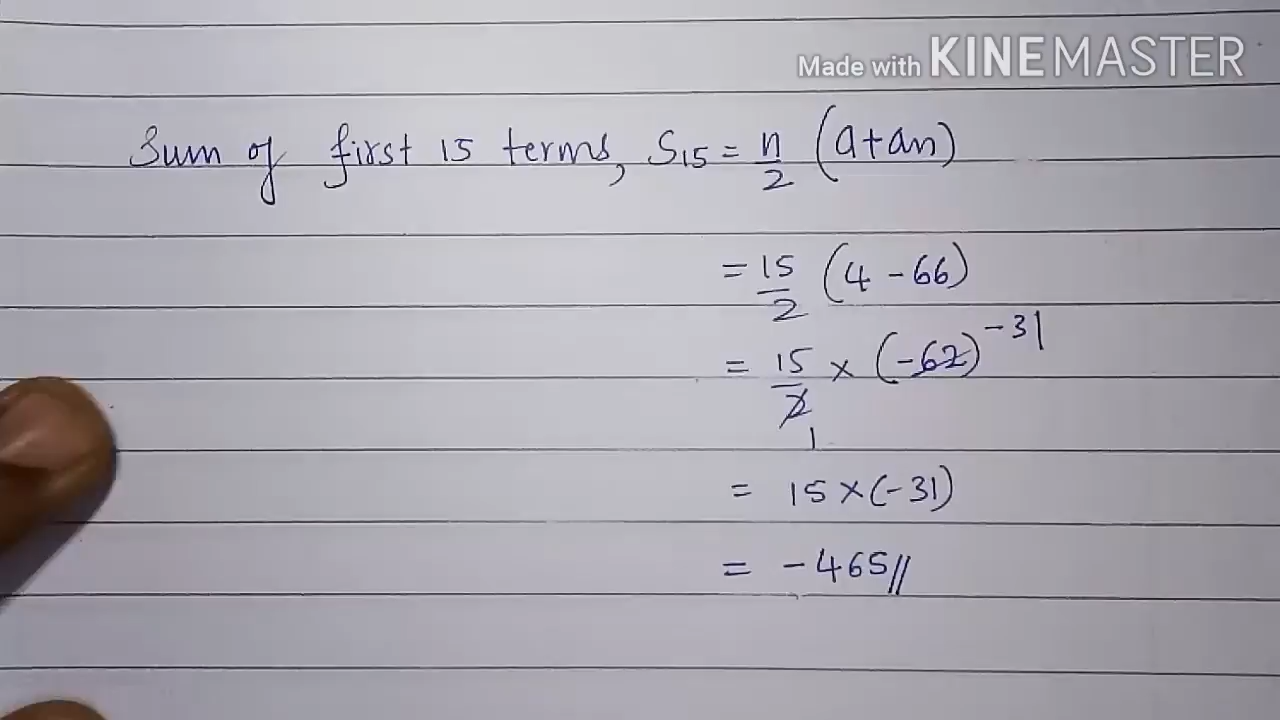 Made with KINEMASTER
Sum of first 15 terms, S15 = n/2 (a+an)
= 15/2 (4 - 66)
= 15/2 × (-62) -31
1
= 15 × (-31)
= -465//